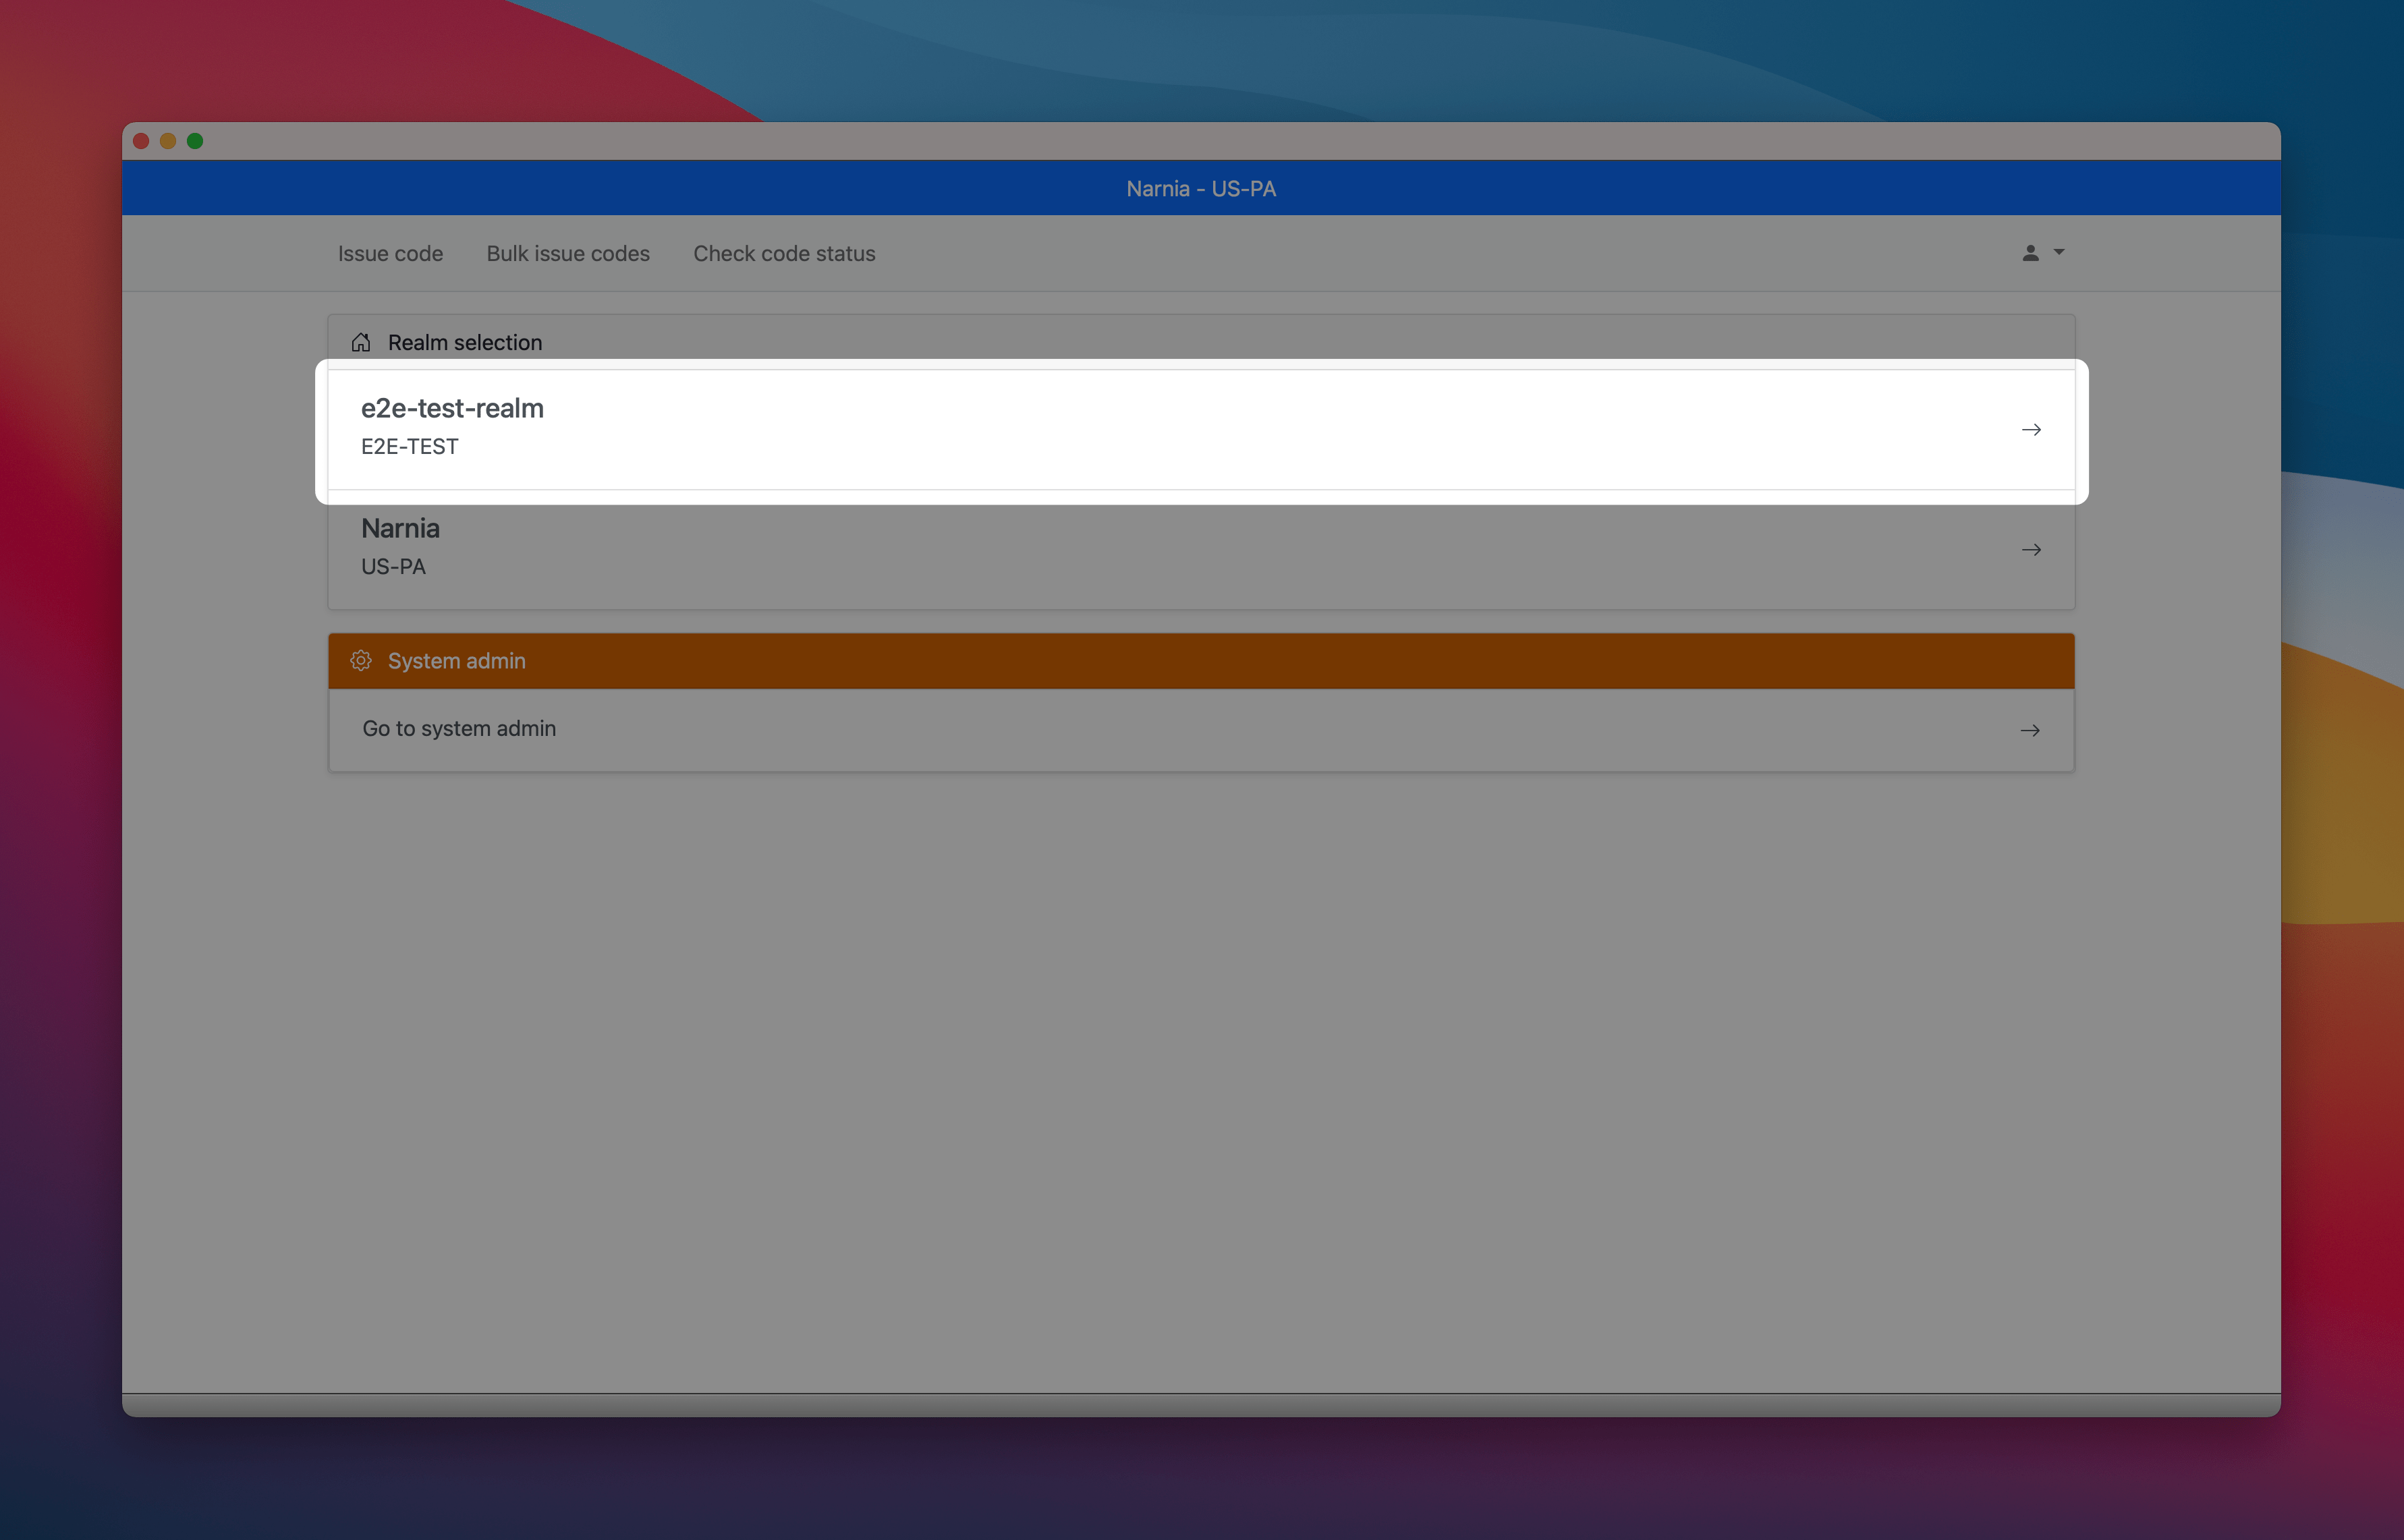 Narnia - US-PA
Issue code Bulk issue codes Check code status
Realm selection
e2e-test-realm
E2E-TEST
Narnia
US-PA
System admin
Go to system admin